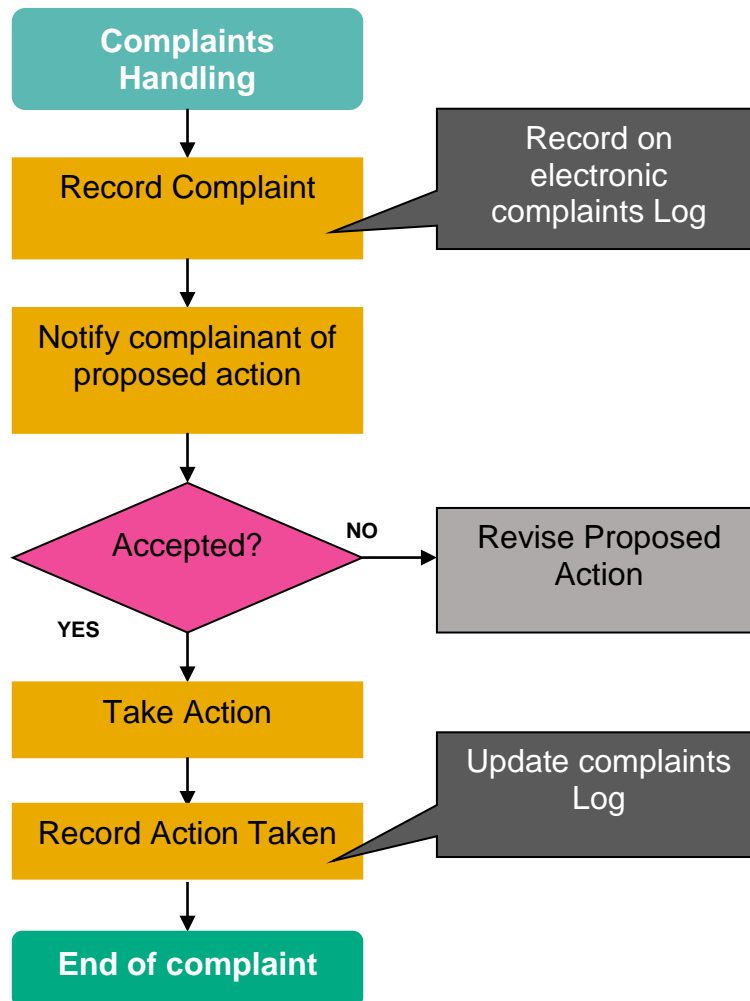 Complaints
Handling
Record on
electronic
complaints Log
Record Complaint
Notify complainant of
proposed action
Accepted?
NO
Revise Proposed
Action
YES
Take Action
Update complaints
Log
Record Action Taken
End of complaint